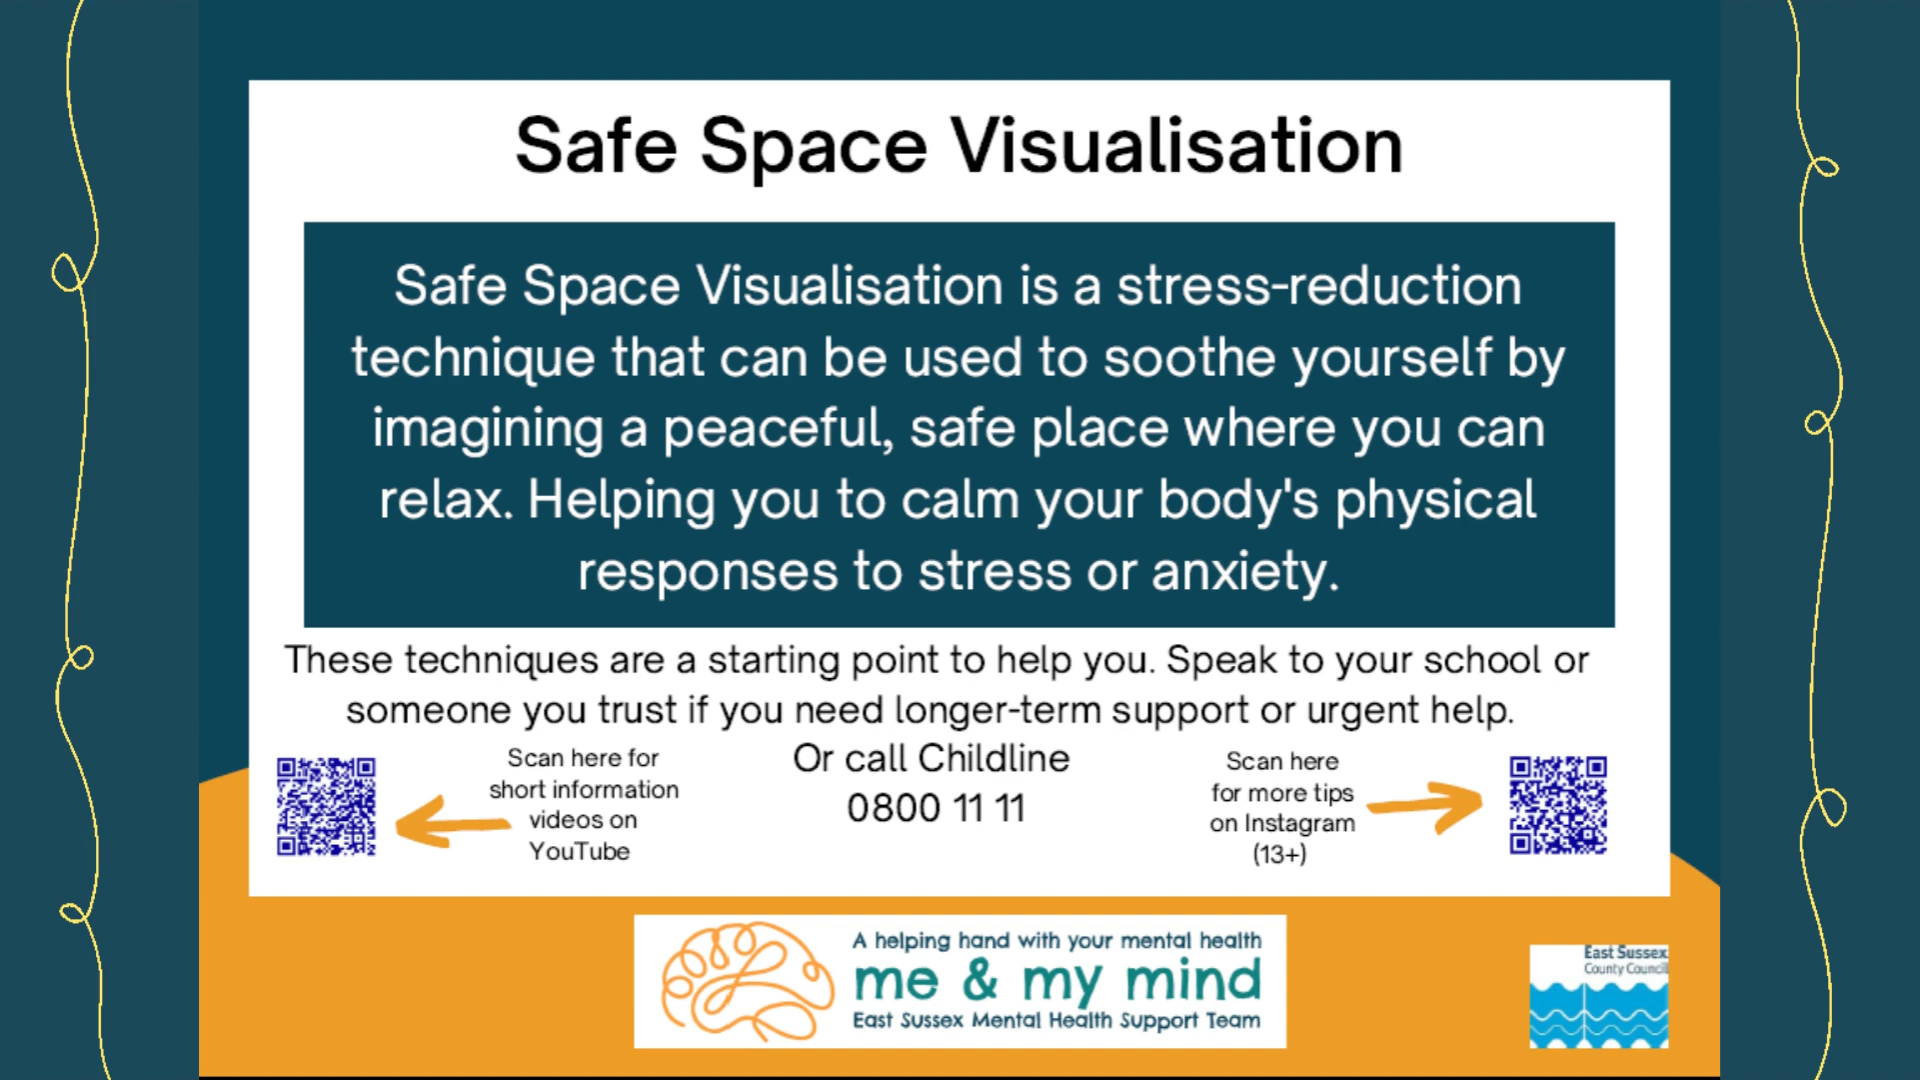 Safe Space Visualisation
Safe Space Visualisation is a stress-reduction
technique that can be used to soothe yourself by
imagining a peaceful, safe place where you can
relax. Helping you to calm your body's physical
responses to stress or anxiety.
These techniques are a starting point to help you. Speak to your school or
someone you trust if you need longer-term support or urgent help.
Or call Childline
0800 11 11
Scan here for
short information
videos on
YouTube
Scan here
for more tips
on Instagram
(13+)
A helping hand with your mental health
me & my mind
East Sussex Mental Health Support Team
East Sussex
County Council